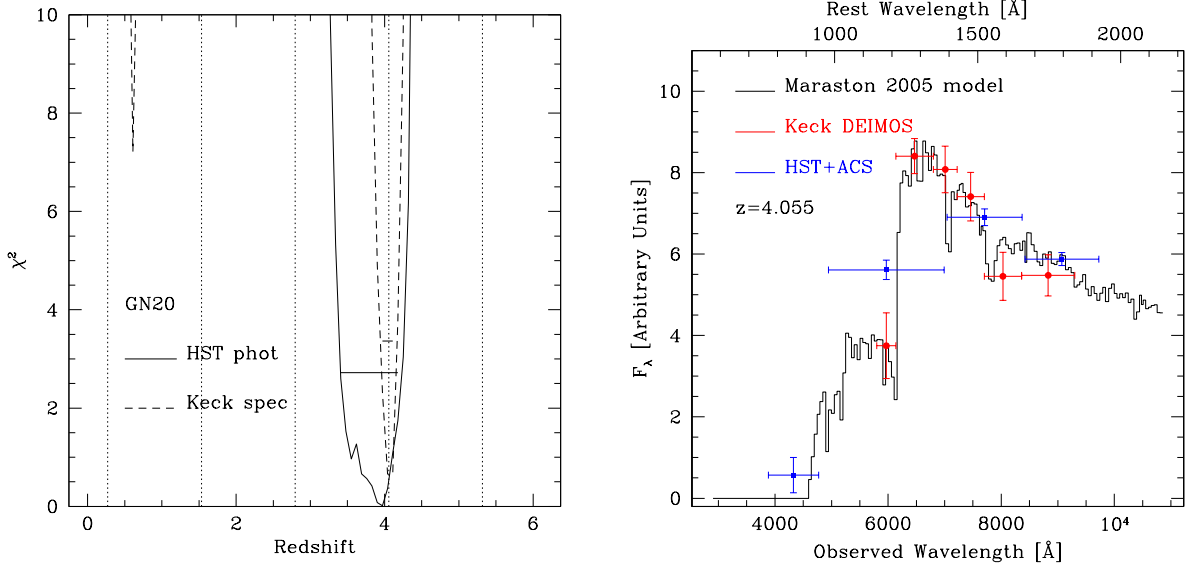 10
8
6
4
2
0
χ²
GN20
HST phot
Keck spec
0
2
4
6
Redshift
Rest Wavelength [Å]
1000
1500
2000
10
8
6
4
2
0
F_λ [Arbitrary Units]
Maraston 2005 model
Keck DEIMOS
HST+ACS
z=4.055
4000
6000
8000
10⁴
Observed Wavelength [Å]